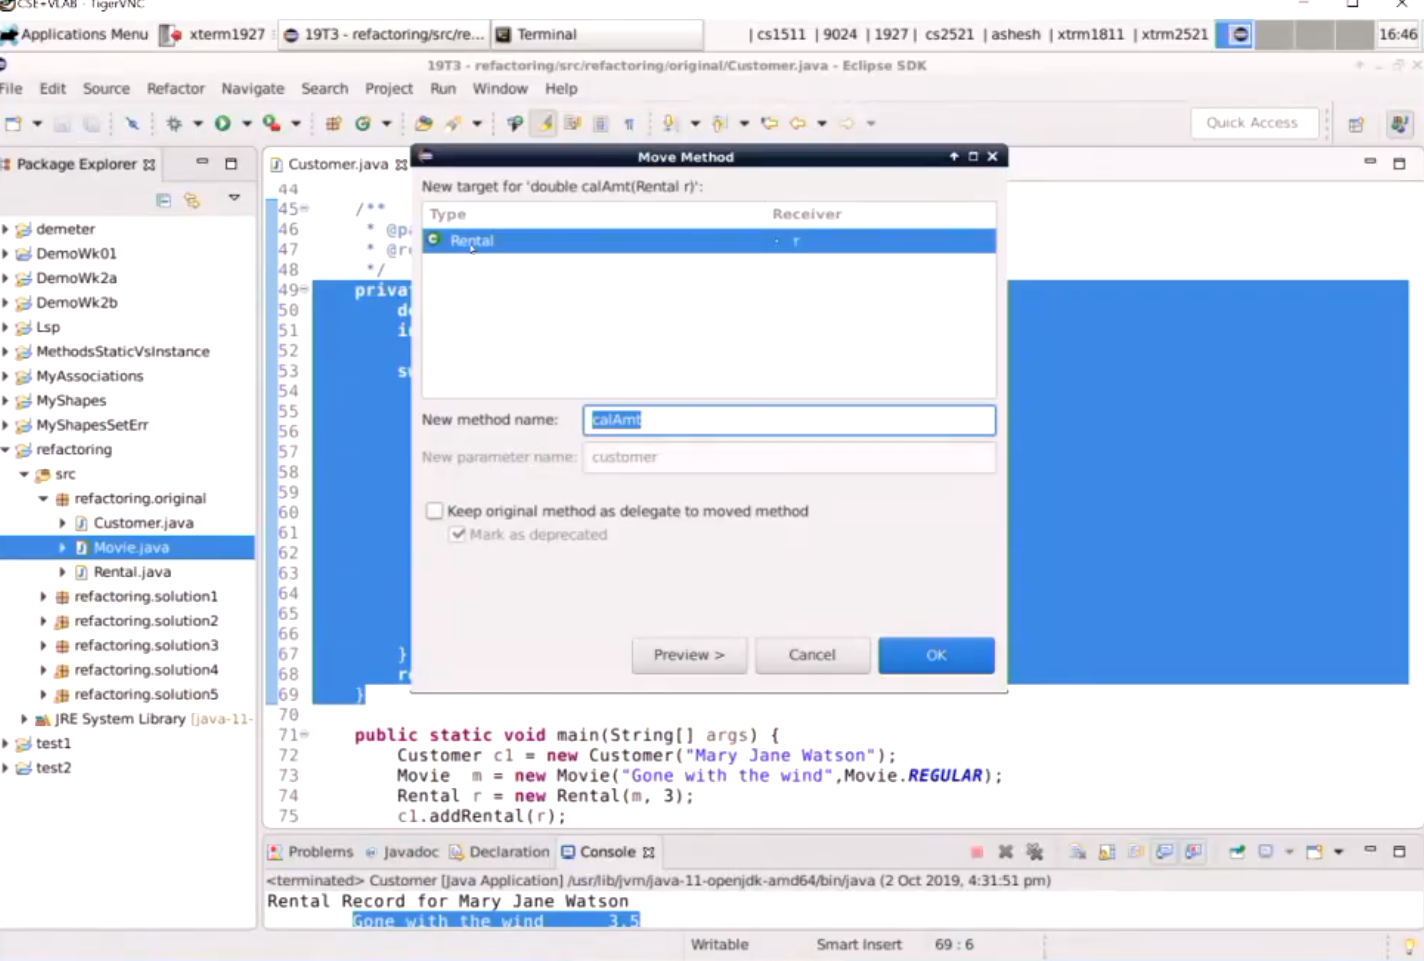 CSE+VLAB - TigerVNC
Applications Menu xterm1927 19T3 - refactoring/src/re... Terminal | cs1511 | 9024 | 1927 | cs2521 | ashesh | xtrm1811 | xtrm2521 16:46
19T3 - refactoring/src/refactoring/original/Customer.java - Eclipse SDK
File Edit Source Refactor Navigate Search Project Run Window Help
Quick Access
Package Explorer
demeter
DemoWk01
DemoWk2a
DemoWk2b
Lsp
MethodsStaticVsInstance
MyAssociations
MyShapes
MyShapesSetErr
refactoring
src
refactoring.original
Customer.java
Movie.java
Rental.java
refactoring.solution1
refactoring.solution2
refactoring.solution3
refactoring.solution4
refactoring.solution5
JRE System Library [java-11-
test1
test2
Customer.java
44
45 /**
46 * @pa
47 * @re
48 */
49 priva
50 do
51 in
52
53 sw
54
55
56
57
58
59
60
61
62
63
64
65
66
67 }
68 re
69 }
70
71 public static void main(String[] args) {
72 Customer c1 = new Customer("Mary Jane Watson");
73 Movie m = new Movie("Gone with the wind",Movie.REGULAR);
74 Rental r = new Rental(m, 3);
75 c1.addRental(r);
Move Method
New target for 'double calAmt(Rental r)':
Type Receiver
Rental r
New method name: calAmt
New parameter name: customer
Keep original method as delegate to moved method
Mark as deprecated
Preview > Cancel OK
Problems Javadoc Declaration Console
<terminated> Customer [Java Application] /usr/lib/jvm/java-11-openjdk-amd64/bin/java (2 Oct 2019, 4:31:51 pm)
Rental Record for Mary Jane Watson
Gone with the wind 3.5
Writable Smart Insert 69 : 6